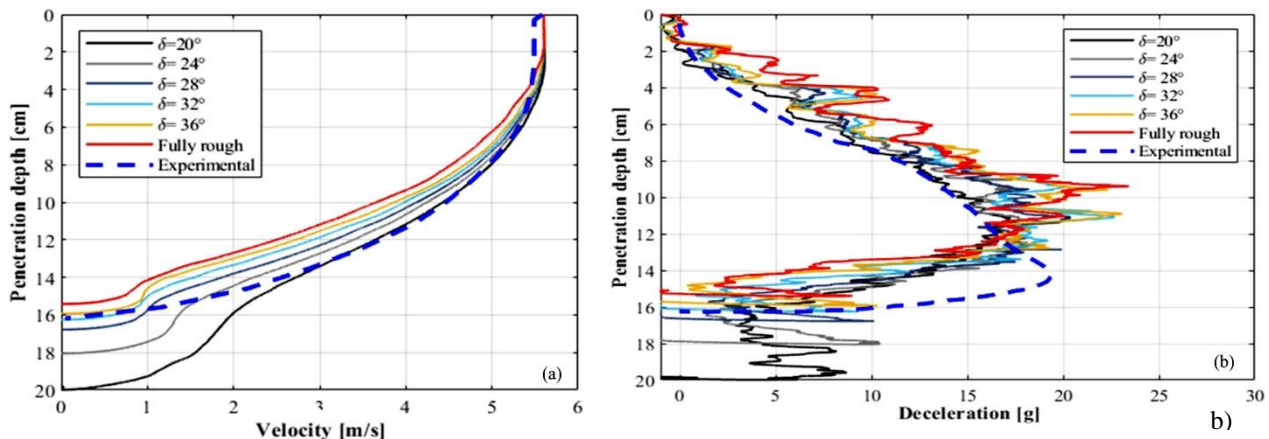 0
2
4
6
8
10
12
14
16
18
20
Penetration depth [cm]
δ=20°
δ= 24°
δ= 28°
δ= 32°
δ= 36°
Fully rough
Experimental
(a)
0 1 2 3 4 5 6
Velocity [m/s]
0
2
4
6
8
10
12
14
16
18
20
Penetration depth [cm]
δ=20°
δ= 24°
δ= 28°
δ= 32°
δ= 36°
Fully rough
Experimental
(b)
0 5 10 15 20 25 30
Deceleration [g]
b)